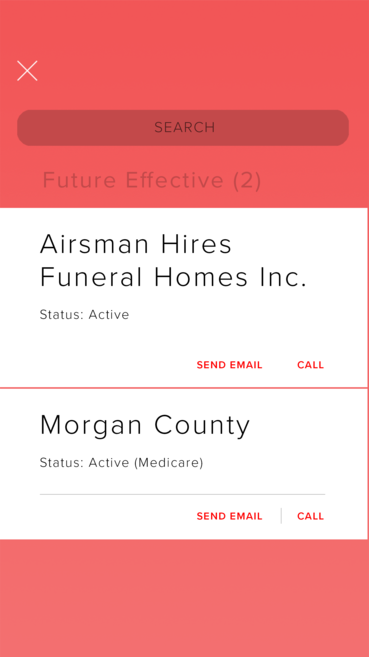 SEARCH
Future Effective (2)
Airsman Hires
Funeral Homes Inc.
Status: Active
SEND EMAIL CALL
Morgan County
Status: Active (Medicare)
SEND EMAIL CALL